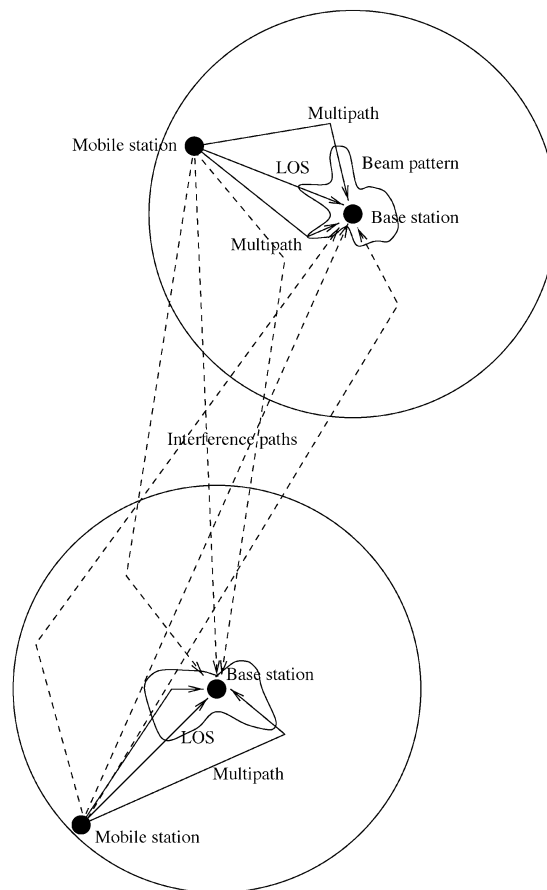 Multipath
Mobile station
LOS
Beam pattern
Base station
Multipath
Interference paths
Base station
LOS
Multipath
Mobile station